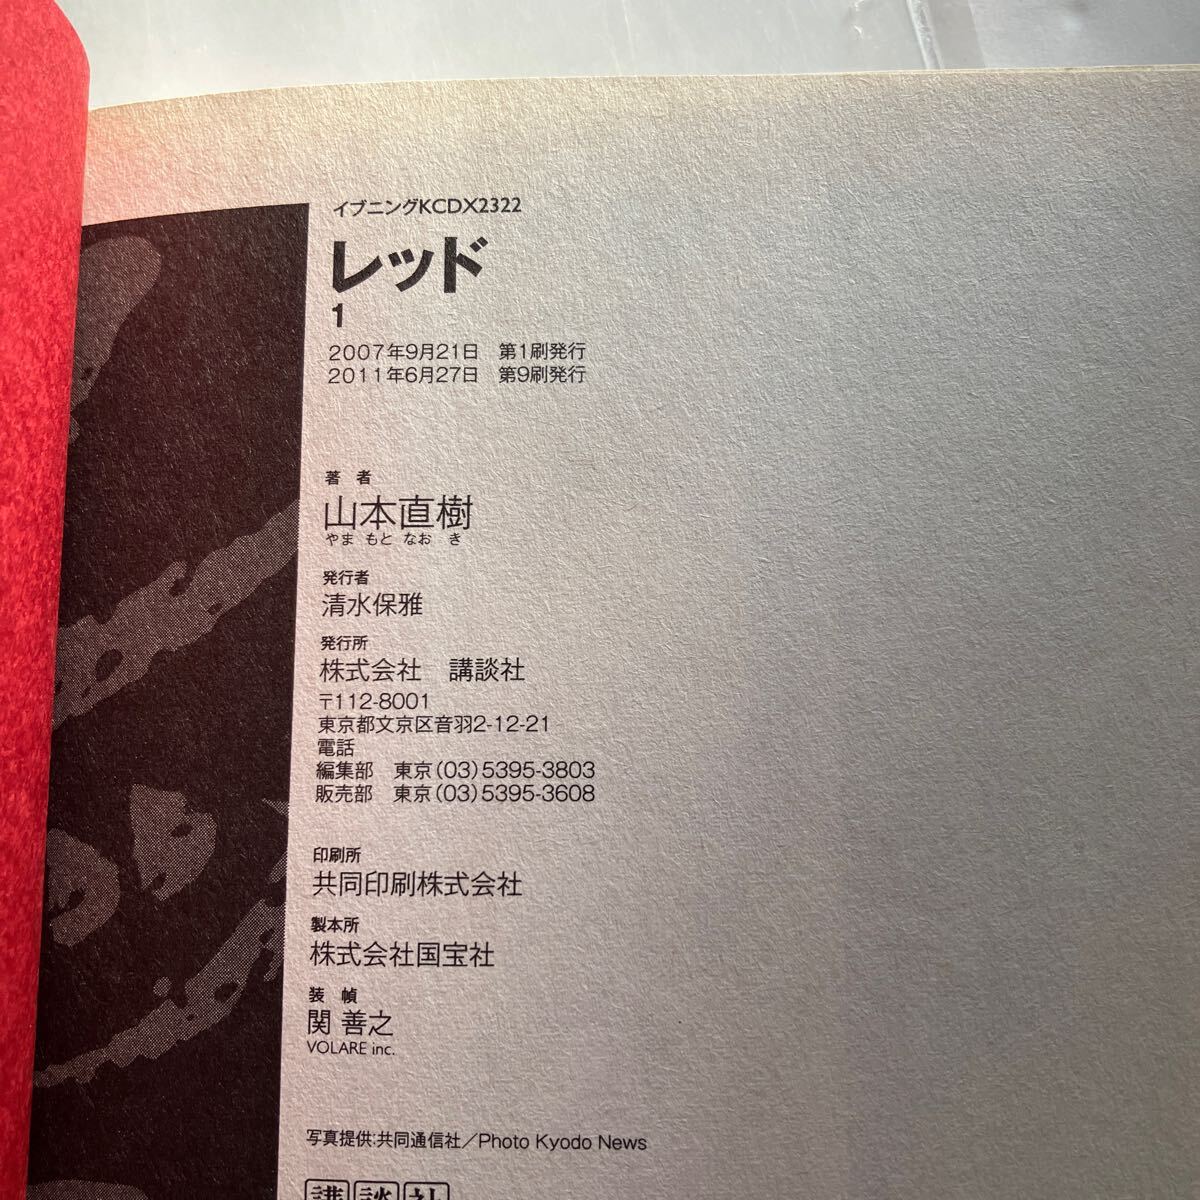 イブニングKCDX2322
レッド
1
2007年9月21日　第1刷発行
2011年6月27日　第9刷発行
著　者
山本直樹
やま もと なお き
発行者
清水保雅
発行所
株式会社　講談社
〒112-8001
東京都文京区音羽2-12-21
電話
編集部　東京(03)5395-3803
販売部　東京(03)5395-3608
印刷所
共同印刷株式会社
製本所
株式会社国宝社
装　幀
関 善之
VOLARE inc.
写真提供:共同通信社／Photo Kyodo News
講談社